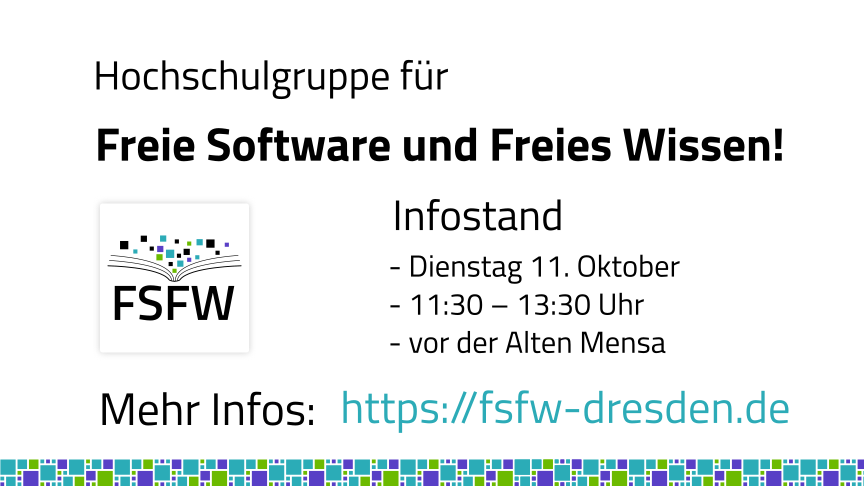 Hochschulgruppe für
Freie Software und Freies Wissen!
FSFW
Infostand
- Dienstag 11. Oktober
- 11:30 – 13:30 Uhr
- vor der Alten Mensa
Mehr Infos: https://fsfw-dresden.de